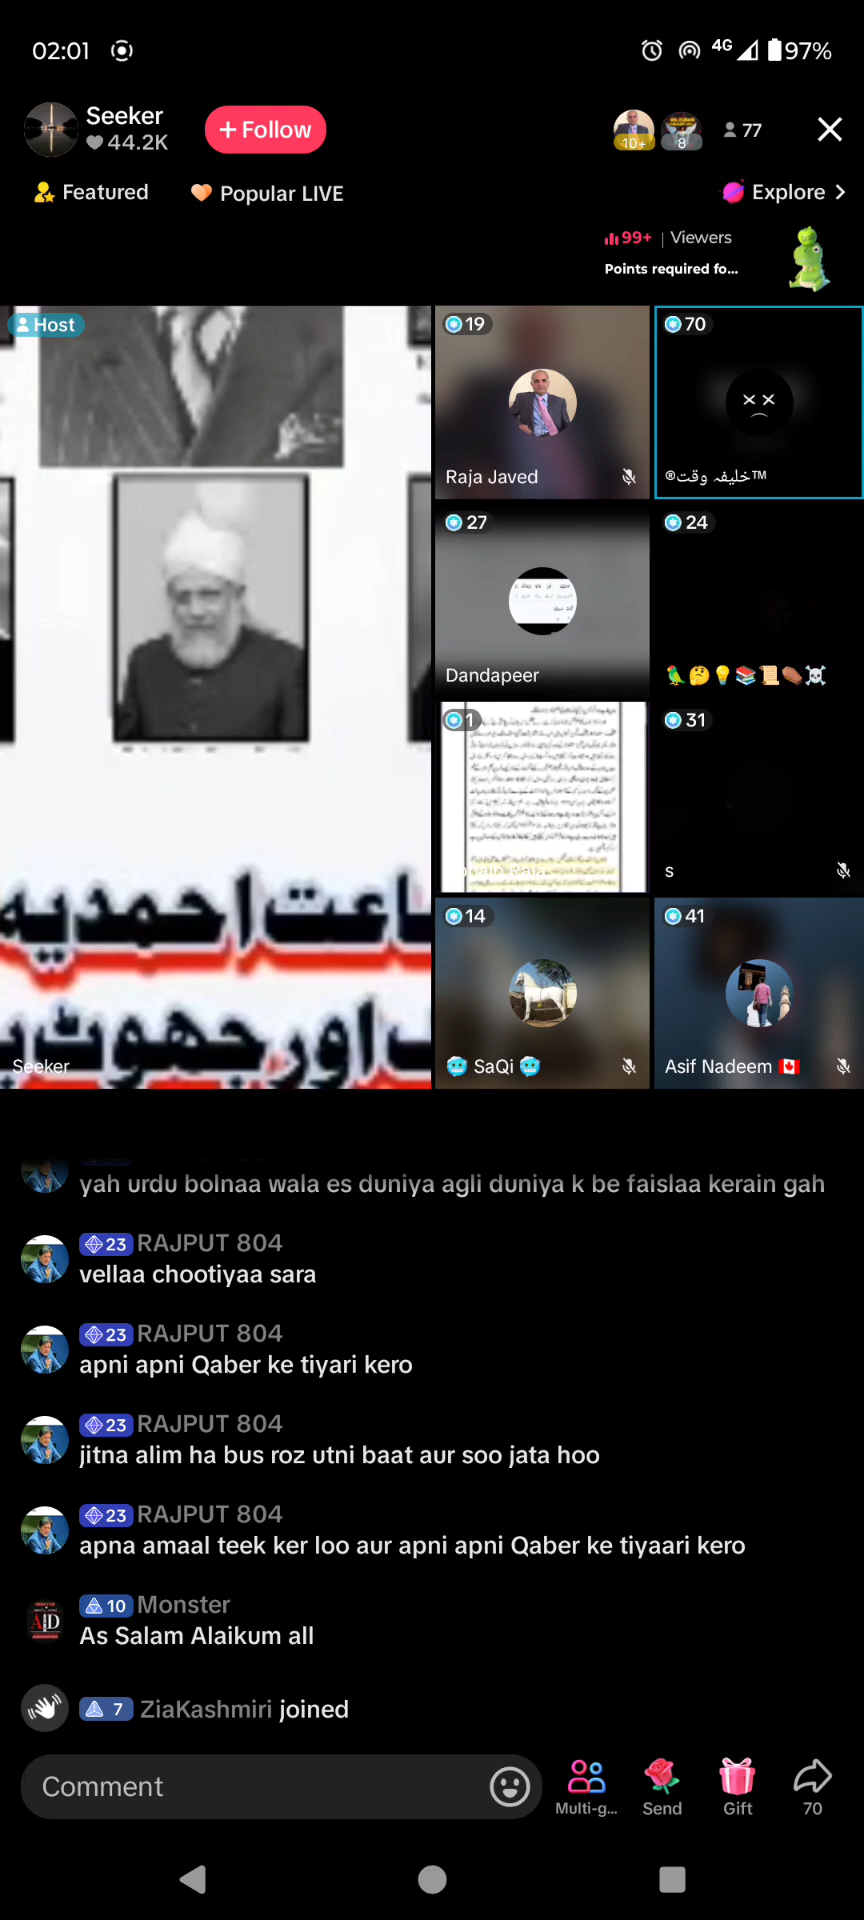 02:01
4G
97%
Seeker
44.2K
+ Follow
10+
8
77
Featured
Popular LIVE
Explore >
99+ | Viewers
Points required fo...
Host
19
Raja Javed
70
خلیفہ وقت®™
27
Dandapeer
24
🦜🤔💡📚📜⚰️☠️
1
31
s
14
🥶 SaQi 🥶
41
Asif Nadeem 🇨🇦
احمدیہ
اور جھوٹ
Seeker
yah urdu bolnaa wala es duniya agli duniya k be faislaa kerain gah
23 RAJPUT 804
vellaa chootiyaa sara
23 RAJPUT 804
apni apni Qaber ke tiyari kero
23 RAJPUT 804
jitna alim ha bus roz utni baat aur soo jata hoo
23 RAJPUT 804
apna amaal teek ker loo aur apni apni Qaber ke tiyaari kero
10 Monster
As Salam Alaikum all
7 ZiaKashmiri joined
Comment
Multi-g...
Send
Gift
70